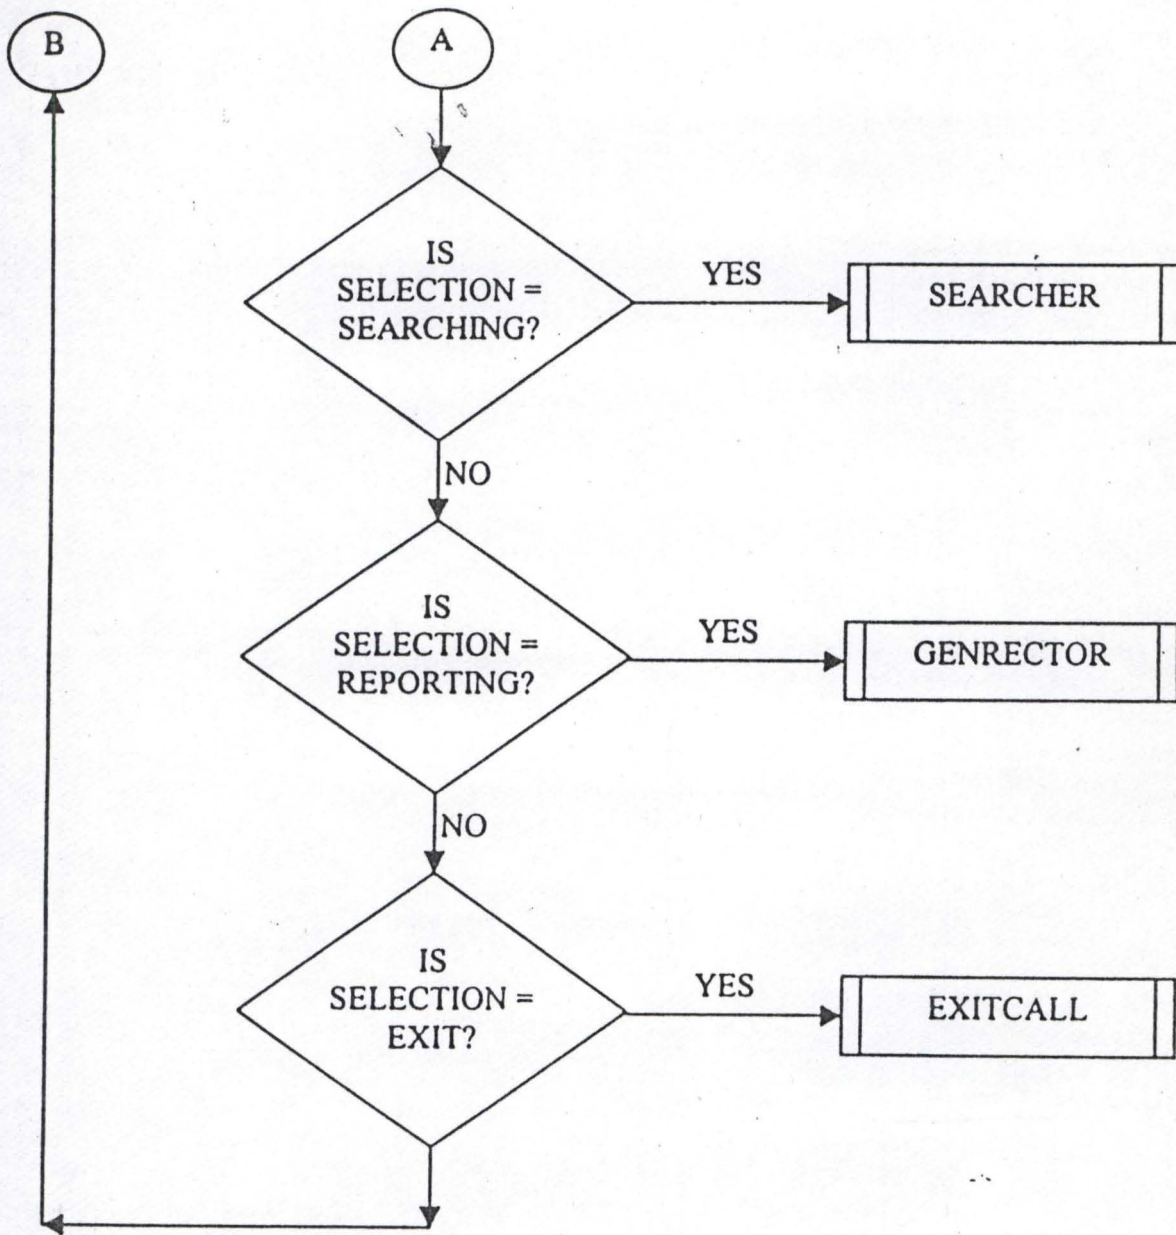 B
A
IS
SELECTION =
SEARCHING?
YES
SEARCHER
NO
IS
SELECTION =
REPORTING?
YES
GENRECTOR
NO
IS
SELECTION =
EXIT?
YES
EXITCALL